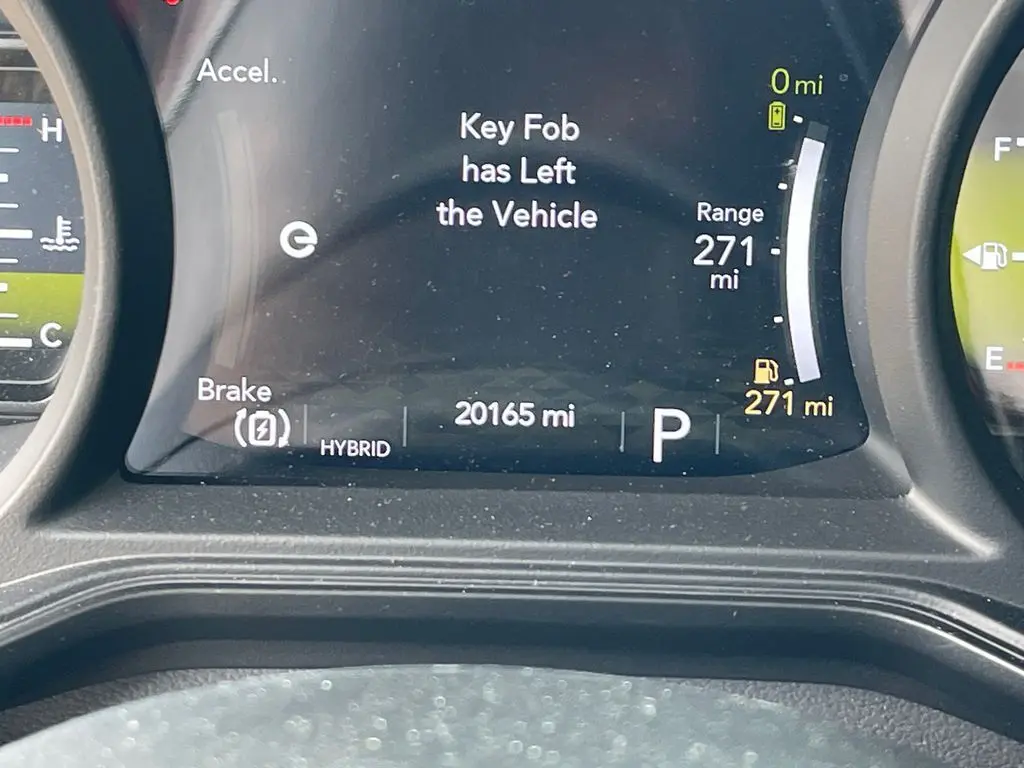 Accel.
0 mi
H
Key Fob
has Left
the Vehicle
F
Range
271
mi
C
E
Brake
271 mi
HYBRID
20165 mi
P